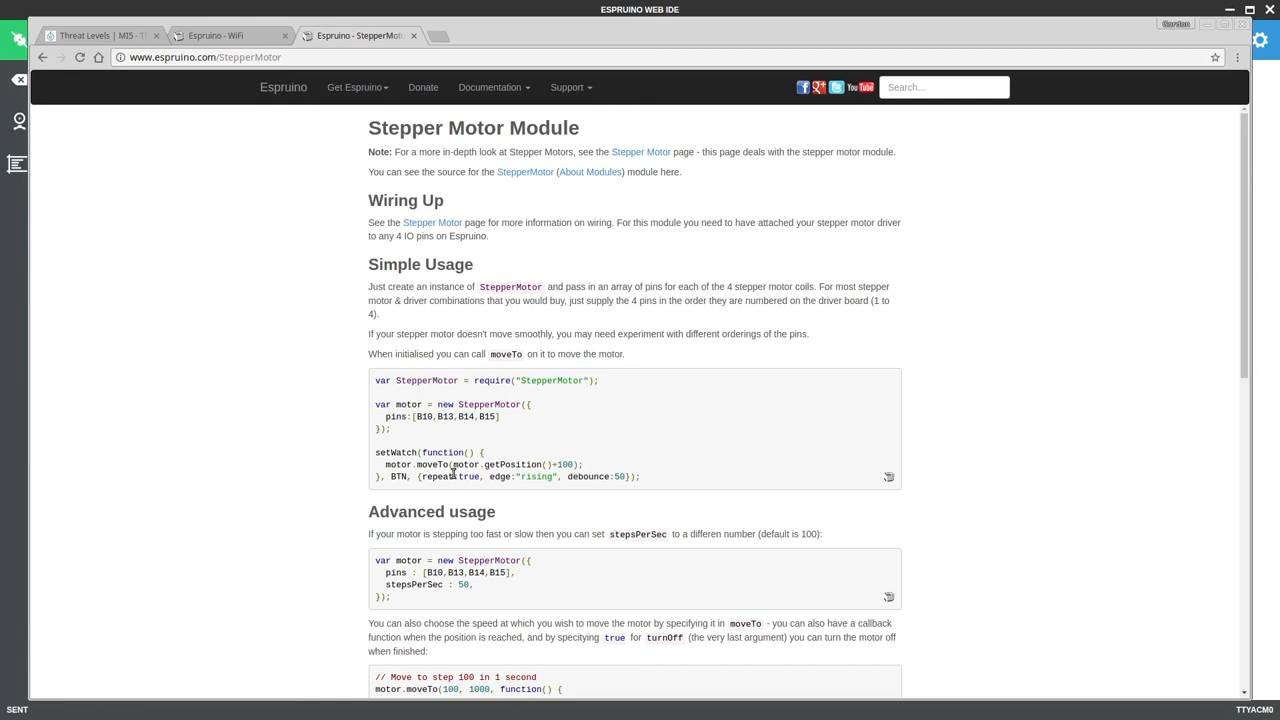 ESPRUINO WEB IDE
Gordon
Threat Levels | MI5 - T
Espruino - WiFi
Espruino - StepperMot
www.espruino.com/StepperMotor
Espruino Get Espruino Donate Documentation Support You Tube Search...
Stepper Motor Module
Note: For a more in-depth look at Stepper Motors, see the Stepper Motor page - this page deals with the stepper motor module.
You can see the source for the StepperMotor (About Modules) module here.
Wiring Up
See the Stepper Motor page for more information on wiring. For this module you need to have attached your stepper motor driver
to any 4 IO pins on Espruino.
Simple Usage
Just create an instance of StepperMotor and pass in an array of pins for each of the 4 stepper motor coils. For most stepper
motor & driver combinations that you would buy, just supply the 4 pins in the order they are numbered on the driver board (1 to
4).
If your stepper motor doesn't move smoothly, you may need experiment with different orderings of the pins.
When initialised you can call moveTo on it to move the motor.
var StepperMotor = require("StepperMotor");
var motor = new StepperMotor({
pins:[B10,B13,B14,B15]
});
setWatch(function() {
motor.moveTo(motor.getPosition()+100);
}, BTN, {repeat:true, edge:"rising", debounce:50});
Advanced usage
If your motor is stepping too fast or slow then you can set stepsPerSec to a differen number (default is 100):
var motor = new StepperMotor({
pins : [B10,B13,B14,B15],
stepsPerSec : 50,
});
You can also choose the speed at which you wish to move the motor by specifying it in moveTo - you can also have a callback
function when the position is reached, and by specitying true for turnOff (the very last argument) you can turn the motor off
when finished:
// Move to step 100 in 1 second
motor.moveTo(100, 1000, function() {
SENT
TTYACM0